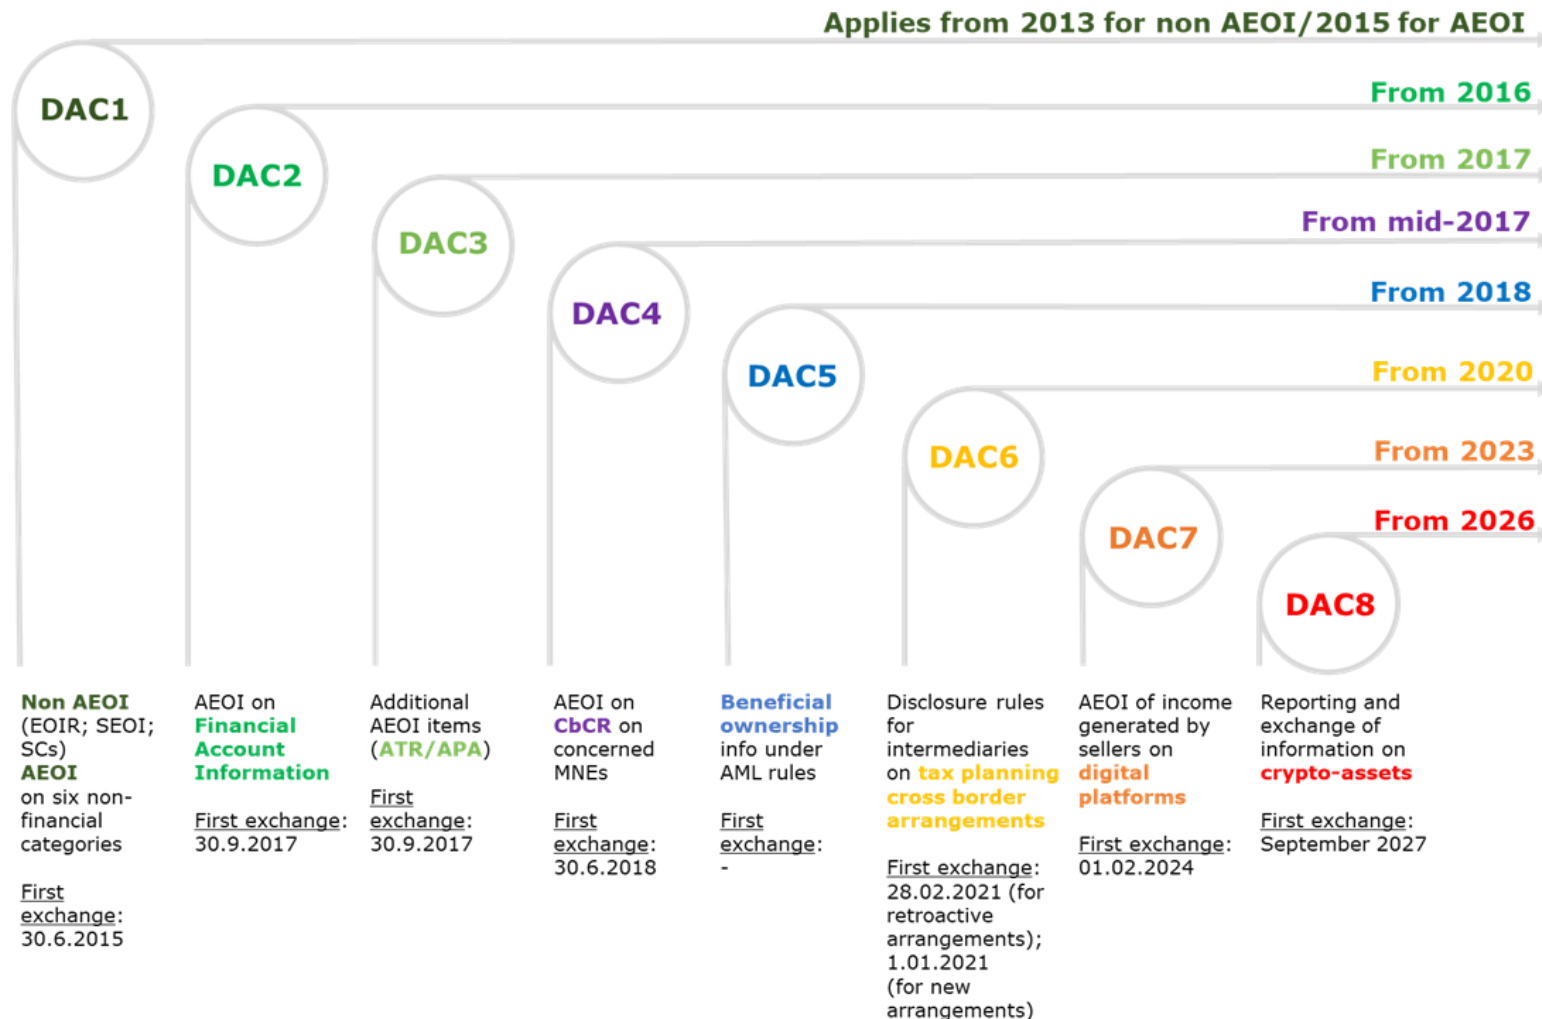 Applies from 2013 for non AEOI/2015 for AEOI
DAC1
From 2016
DAC2
From 2017
DAC3
From mid-2017
DAC4
From 2018
DAC5
From 2020
DAC6
From 2023
DAC7
From 2026
DAC8
Non AEOI
(EOIR; SEOI;
SCs)
AEOI
on six non-
financial
categories
First
exchange:
30.6.2015
AEOI on
Financial
Account
Information
First exchange:
30.9.2017
Additional
AEOI items
(ATR/APA)
First
exchange:
30.9.2017
AEOI on
CbCR on
concerned
MNEs
First
exchange:
30.6.2018
Beneficial
ownership
info under
AML rules
First
exchange:
-
Disclosure rules
for
intermediaries
on tax planning
cross border
arrangements
First exchange:
28.02.2021 (for
retroactive
arrangements);
1.01.2021
(for new
arrangements)
AEOI of income
generated by
sellers on
digital
platforms
First exchange:
01.02.2024
Reporting and
exchange of
information on
crypto-assets
First exchange:
September 2027